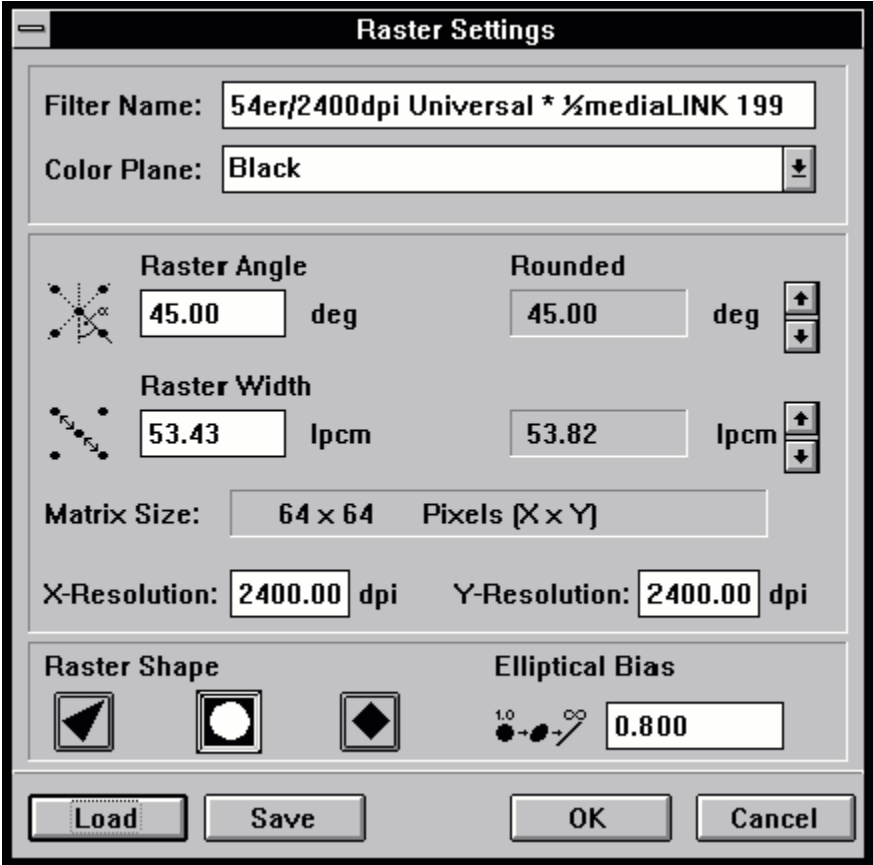 Raster Settings
Filter Name: 54er/2400dpi Universal * ½mediaLINK 199
Color Plane: Black
Raster Angle Rounded
45.00 deg 45.00 deg
α
Raster Width
53.43 lpcm 53.82 lpcm
Matrix Size: 64 x 64 Pixels (X x Y)
X-Resolution: 2400.00 dpi Y-Resolution: 2400.00 dpi
Raster Shape Elliptical Bias
1.0 ∞ 0.800
Load Save OK Cancel